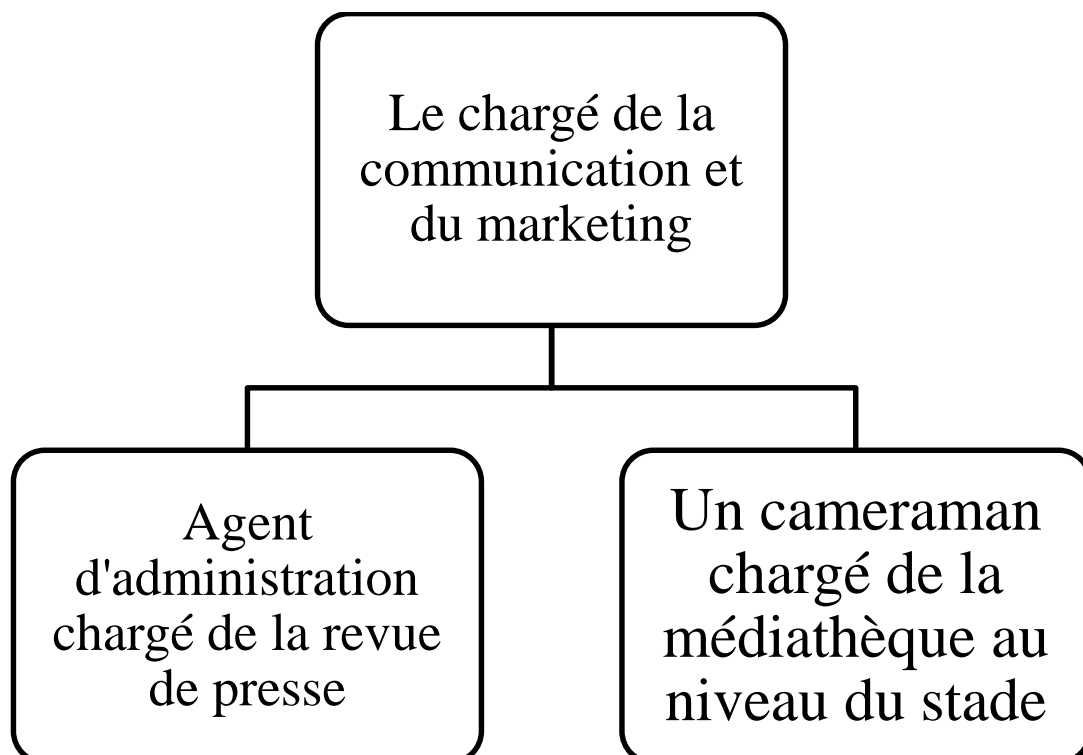 Le chargé de la
communication et
du marketing
Agent
d'administration
chargé de la revue
de presse
Un cameraman
chargé de la
médiathèque au
niveau du stade